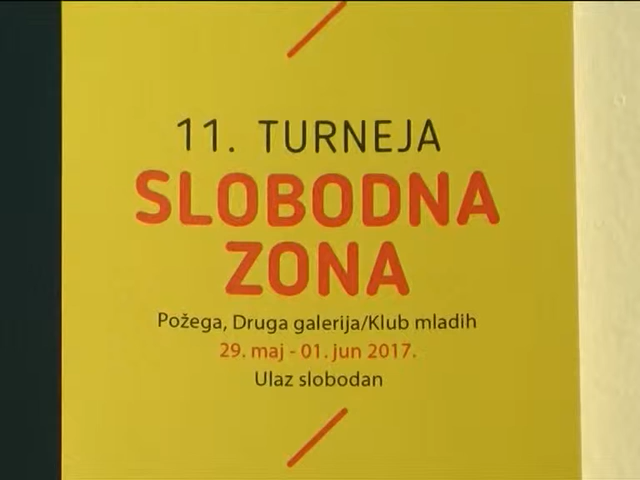 11. TURNEJA
SLOBODNA
ZONA
Požega, Druga galerija/Klub mladih
29. maj - 01. jun 2017.
Ulaz slobodan